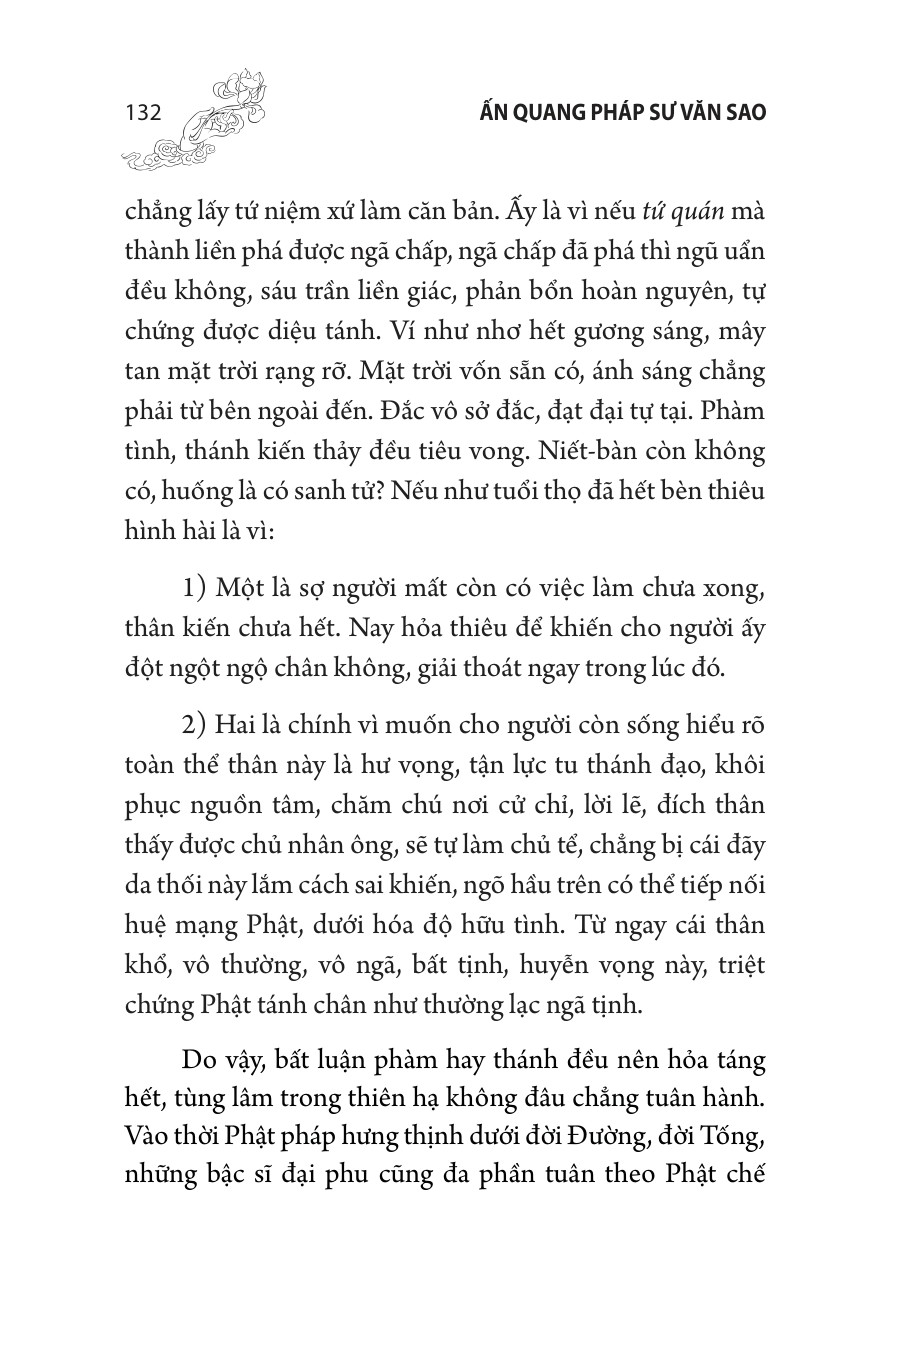 132
ẤN QUANG PHÁP SƯ VĂN SAO
chẳng lấy tứ niệm xứ làm căn bản. Ấy là vì nếu tứ quán mà
thành liền phá được ngã chấp, ngã chấp đã phá thì ngũ uẩn
đều không, sáu trần liền giác, phản bổn hoàn nguyên, tự
chứng được diệu tánh. Ví như nhơ hết gương sáng, mây
tan mặt trời rạng rỡ. Mặt trời vốn sẵn có, ánh sáng chẳng
phải từ bên ngoài đến. Đắc vô sở đắc, đạt đại tự tại. Phàm
tình, thánh kiến thảy đều tiêu vong. Niết-bàn còn không
có, huống là có sanh tử? Nếu như tuổi thọ đã hết bèn thiêu
hình hài là vì:
1) Một là sợ người mất còn có việc làm chưa xong,
thân kiến chưa hết. Nay hỏa thiêu để khiến cho người ấy
đột ngột ngộ chân không, giải thoát ngay trong lúc đó.
2) Hai là chính vì muốn cho người còn sống hiểu rõ
toàn thể thân này là hư vọng, tận lực tu thánh đạo, khôi
phục nguồn tâm, chăm chú nơi cử chỉ, lời lẽ, đích thân
thấy được chủ nhân ông, sẽ tự làm chủ tể, chẳng bị cái đãy
da thối này lắm cách sai khiến, ngõ hầu trên có thể tiếp nối
huệ mạng Phật, dưới hóa độ hữu tình. Từ ngay cái thân
khổ, vô thường, vô ngã, bất tịnh, huyễn vọng này, triệt
chứng Phật tánh chân như thường lạc ngã tịnh.
Do vậy, bất luận phàm hay thánh đều nên hỏa táng
hết, tùng lâm trong thiên hạ không đâu chẳng tuân hành.
Vào thời Phật pháp hưng thịnh dưới đời Đường, đời Tống,
những bậc sĩ đại phu cũng đa phần tuân theo Phật chế